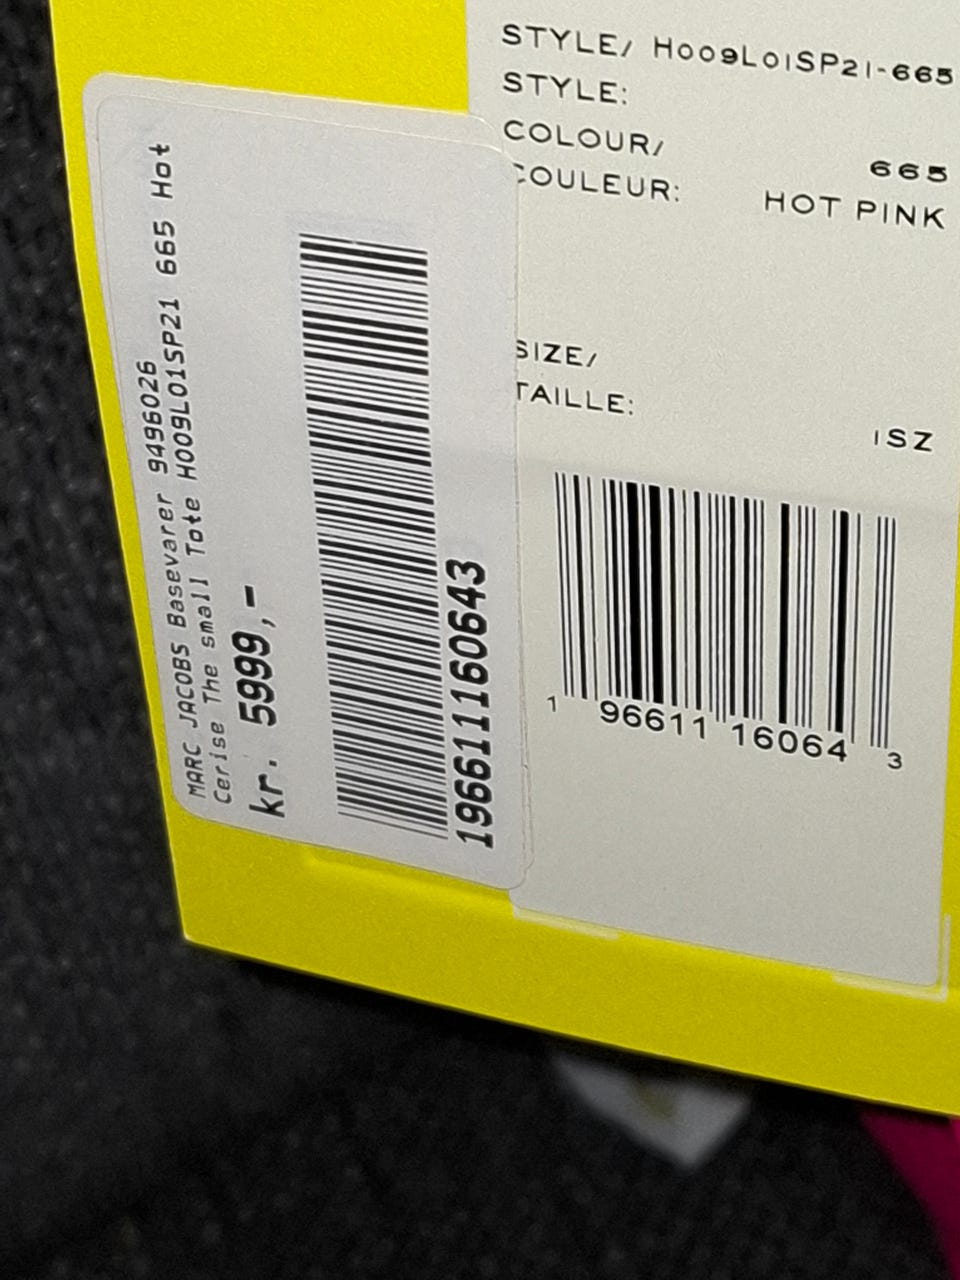 STYLE/ H009L01SP21-665
STYLE:
COLOUR/ 665
COULEUR: HOT PINK
SIZE/
TAILLE:
1SZ
1 96611 16064 3
MARC JACOBS Basevarer 9496026
Cerise The small Tote H009L01SP21 665 Hot
kr. 5999,-
196611160643